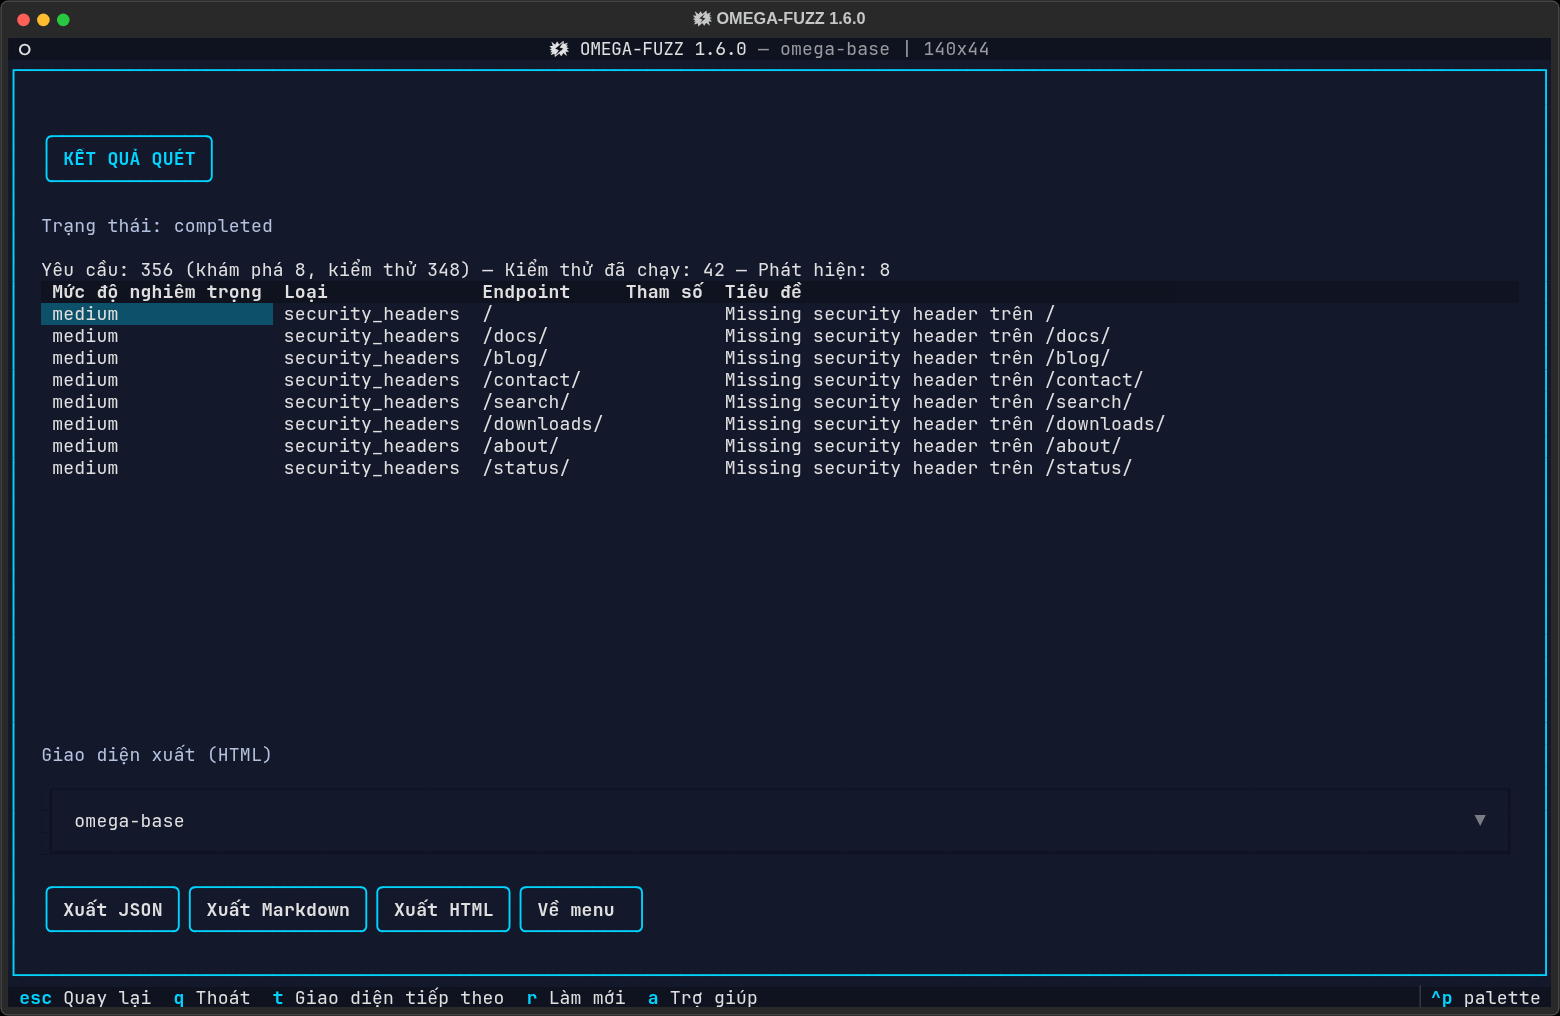 OMEGA-FUZZ 1.6.0
OMEGA-FUZZ 1.6.0 — omega-base | 140x44
KẾT QUẢ QUÉT
Trạng thái: completed
Yêu cầu: 356 (khám phá 8, kiểm thử 348) — Kiểm thử đã chạy: 42 — Phát hiện: 8
Mức độ nghiêm trọng Loại Endpoint Tham số Tiêu đề
medium security_headers / Missing security header trên /
medium security_headers /docs/ Missing security header trên /docs/
medium security_headers /blog/ Missing security header trên /blog/
medium security_headers /contact/ Missing security header trên /contact/
medium security_headers /search/ Missing security header trên /search/
medium security_headers /downloads/ Missing security header trên /downloads/
medium security_headers /about/ Missing security header trên /about/
medium security_headers /status/ Missing security header trên /status/
Giao diện xuất (HTML)
omega-base ▼
Xuất JSON Xuất Markdown Xuất HTML Về menu
esc Quay lại q Thoát t Giao diện tiếp theo r Làm mới a Trợ giúp ^p palette